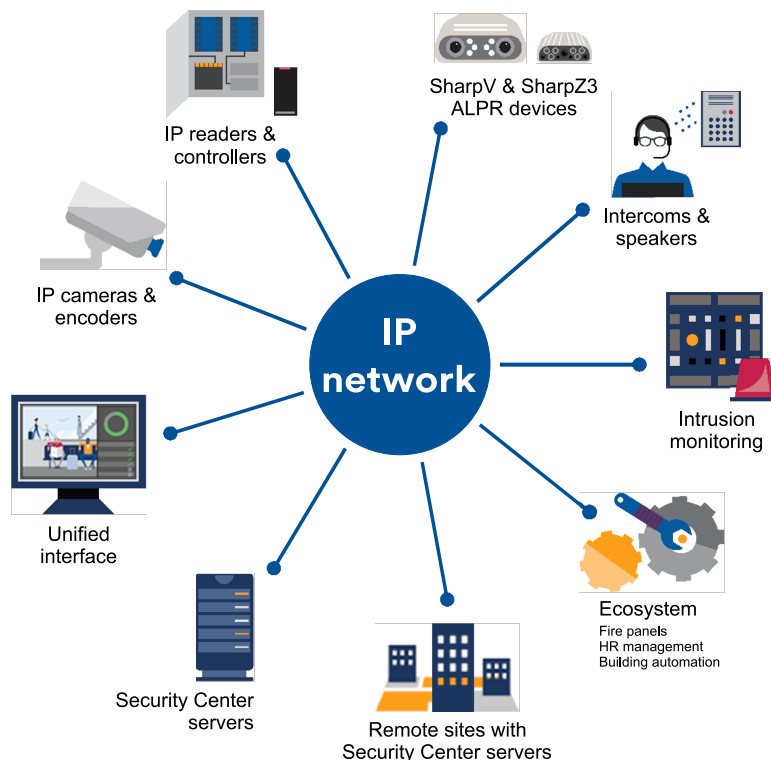 SharpV & SharpZ3
ALPR devices
IP readers &
controllers
Intercoms &
speakers
IP cameras &
encoders
IP
network
Intrusion
monitoring
Unified
interface
Ecosystem
Fire panels
HR management
Building automation
Security Center
servers
Remote sites with
Security Center servers